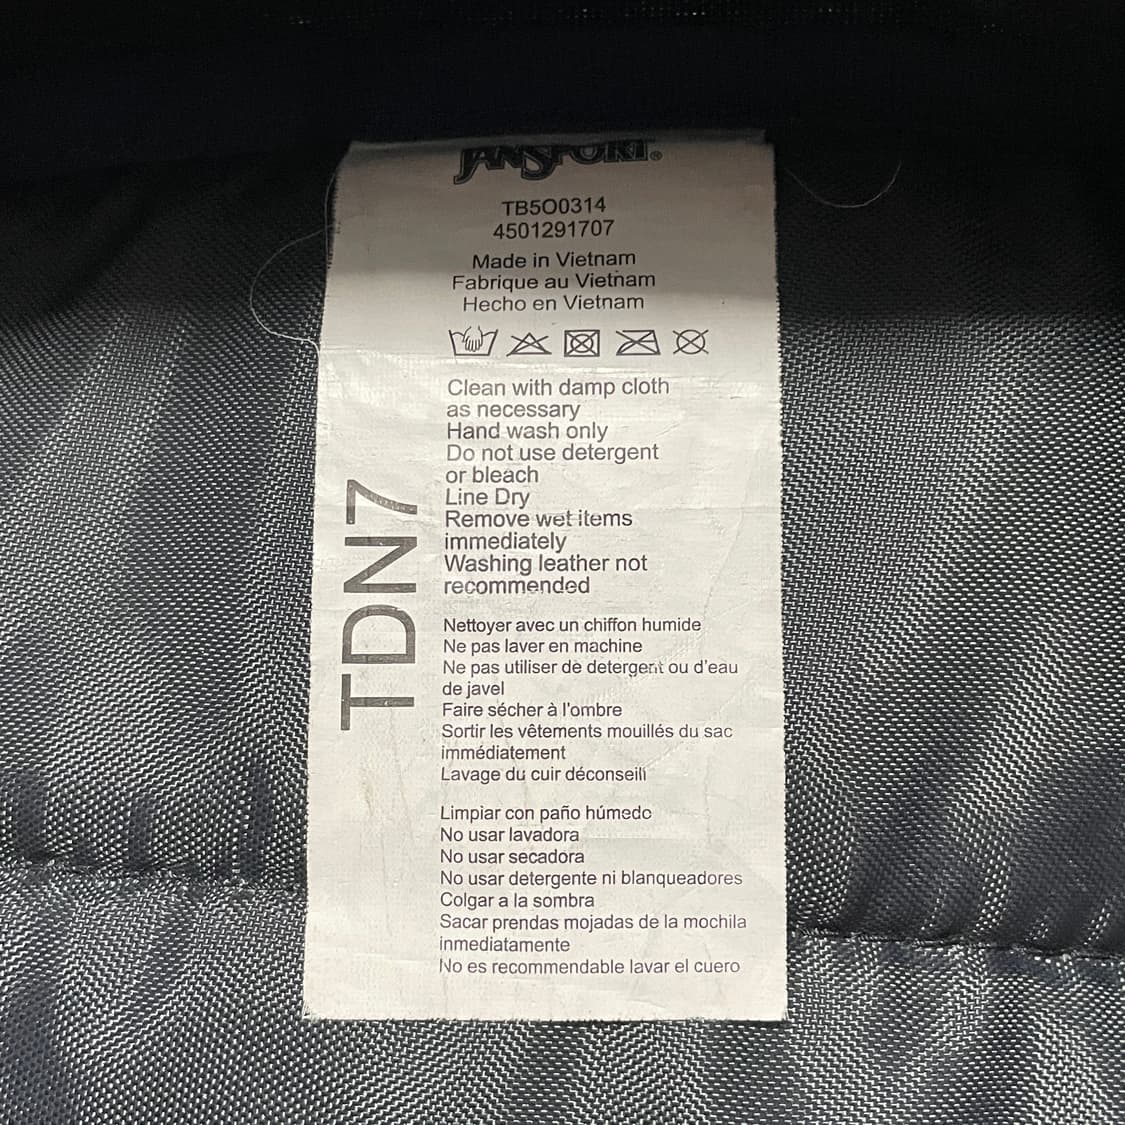 JANSPORT®
TB5O0314
4501291707
Made in Vietnam
Fabrique au Vietnam
Hecho en Vietnam
Clean with damp cloth
as necessary
Hand wash only
Do not use detergent
or bleach
Line Dry
Remove wet items
immediately
Washing leather not
recommended
TDN7
Nettoyer avec un chiffon humide
Ne pas laver en machine
Ne pas utiliser de detergent ou d'eau
de javel
Faire sécher à l'ombre
Sortir les vêtements mouillés du sac
immédiatement
Lavage du cuir déconseill
Limpiar con paño húmedo
No usar lavadora
No usar secadora
No usar detergente ni blanqueadores
Colgar a la sombra
Sacar prendas mojadas de la mochila
inmediatamente
No es recommendable lavar el cuero